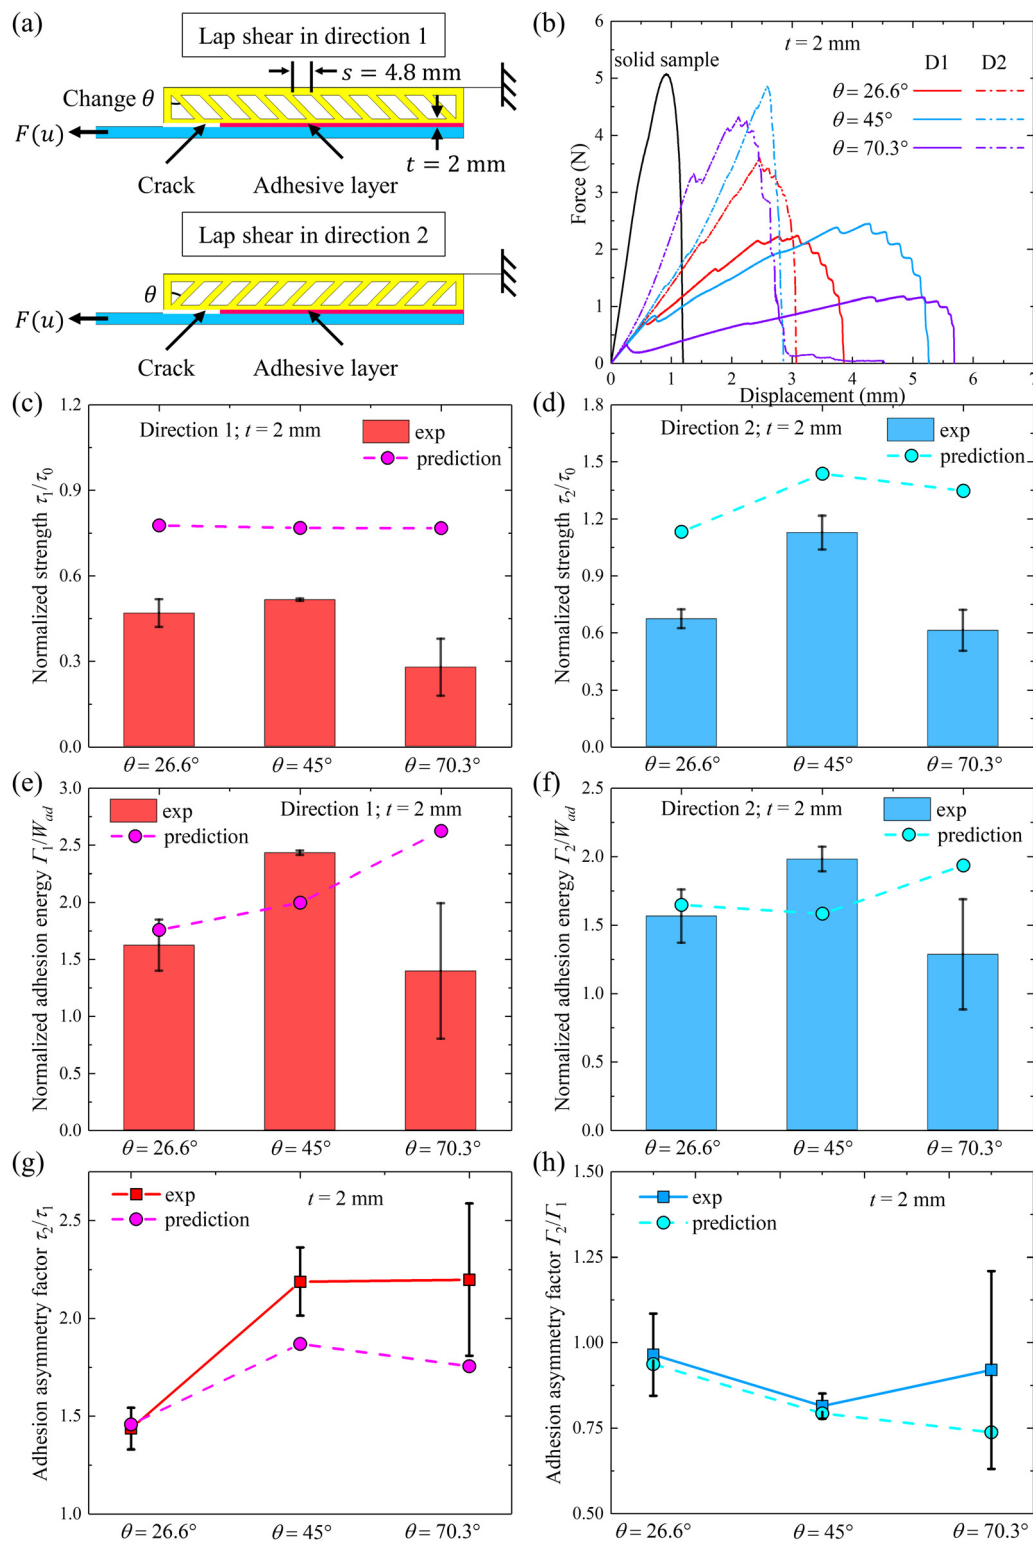 (a)
Lap shear in direction 1
s = 4.8 mm
Change θ
F(u)
t = 2 mm
Crack
Adhesive layer
Lap shear in direction 2
θ
F(u)
Crack
Adhesive layer
(b)
t = 2 mm
solid sample
D1 D2
θ = 26.6°
θ = 45°
θ = 70.3°
Force (N)
6
5
4
3
2
1
0
0 1 2 3 4 5 6 7
Displacement (mm)
(c)
Direction 1; t = 2 mm
exp
prediction
Normalized strength τ1/τ0
1.2
0.9
0.6
0.3
0.0
θ = 26.6° θ = 45° θ = 70.3°
(d)
Direction 2; t = 2 mm
exp
prediction
Normalized strength τ2/τ0
1.8
1.5
1.2
0.9
0.6
0.3
0.0
θ = 26.6° θ = 45° θ = 70.3°
(e)
Direction 1; t = 2 mm
exp
prediction
Normalized adhesion energy Γ1/Wad
3.0
2.5
2.0
1.5
1.0
0.5
0.0
θ = 26.6° θ = 45° θ = 70.3°
(f)
Direction 2; t = 2 mm
exp
prediction
Normalized adhesion energy Γ2/Wad
2.5
2.0
1.5
1.0
0.5
0.0
θ = 26.6° θ = 45° θ = 70.3°
(g)
exp
prediction
t = 2 mm
Adhesion asymmetry factor τ2/τ1
2.5
2.0
1.5
1.0
θ = 26.6° θ = 45° θ = 70.3°
(h)
exp
prediction
t = 2 mm
Adhesion asymmetry factor Γ2/Γ1
1.50
1.25
1.00
0.75
0.50
θ = 26.6° θ = 45° θ = 70.3°